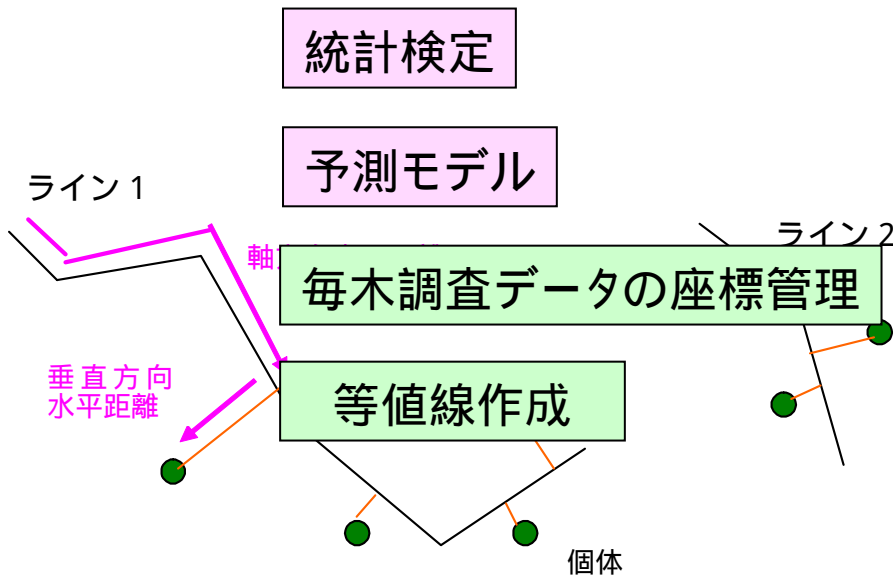 統計検定
予測モデル
ライン 1
ライン 2
毎木調査データの座標管理
垂直方向
水平距離
等値線作成
個体